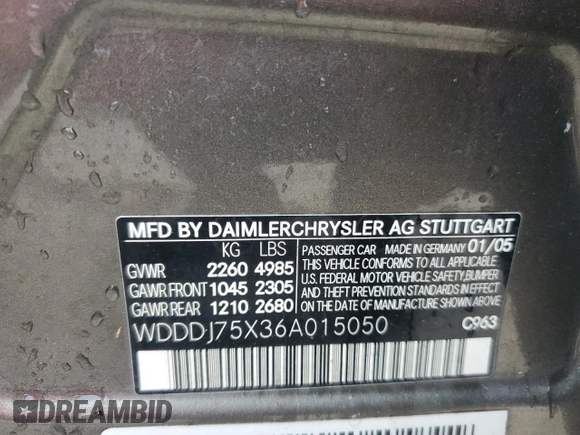 MFD BY DAIMLERCHRYSLER AG STUTTGART
KG LBS
GVWR 2260 4985
GAWR FRONT 1045 2305
GAWR REAR 1210 2680
PASSENGER CAR MADE IN GERMANY 01/05
THIS VEHICLE CONFORMS TO ALL APPLICABLE
U.S. FEDERAL MOTOR VEHICLE SAFETY, BUMPER
AND THEFT PREVENTION STANDARDS IN EFFECT
ON THE DATE OF MANUFACTURE SHOWN ABOVE.
WDDDJ75X36A015050 C963
DREAMBID